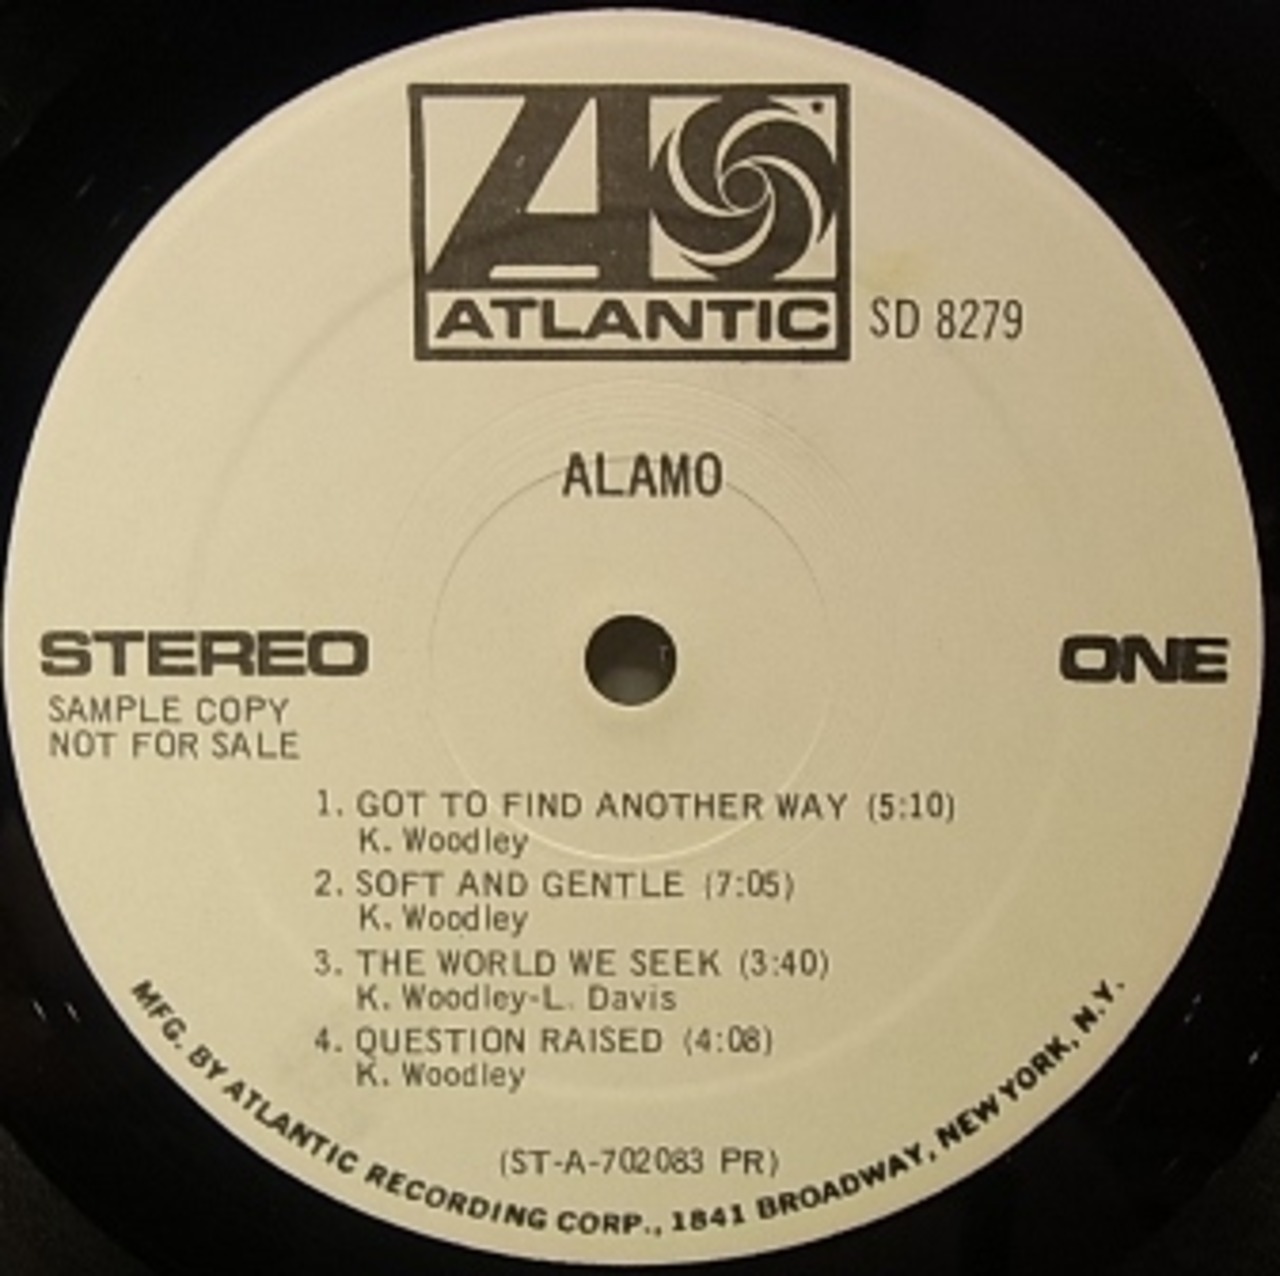 ATLANTIC
SD 8279
ALAMO
STEREO
ONE
SAMPLE COPY
NOT FOR SALE
1. GOT TO FIND ANOTHER WAY (5:10)
K. Woodley
2. SOFT AND GENTLE (7:05)
K. Woodley
3. THE WORLD WE SEEK (3:40)
K. Woodley-L. Davis
4. QUESTION RAISED (4:08)
K. Woodley
(ST-A-702083 PR)
MFG. BY ATLANTIC RECORDING CORP., 1841 BROADWAY, NEW YORK, N.Y.